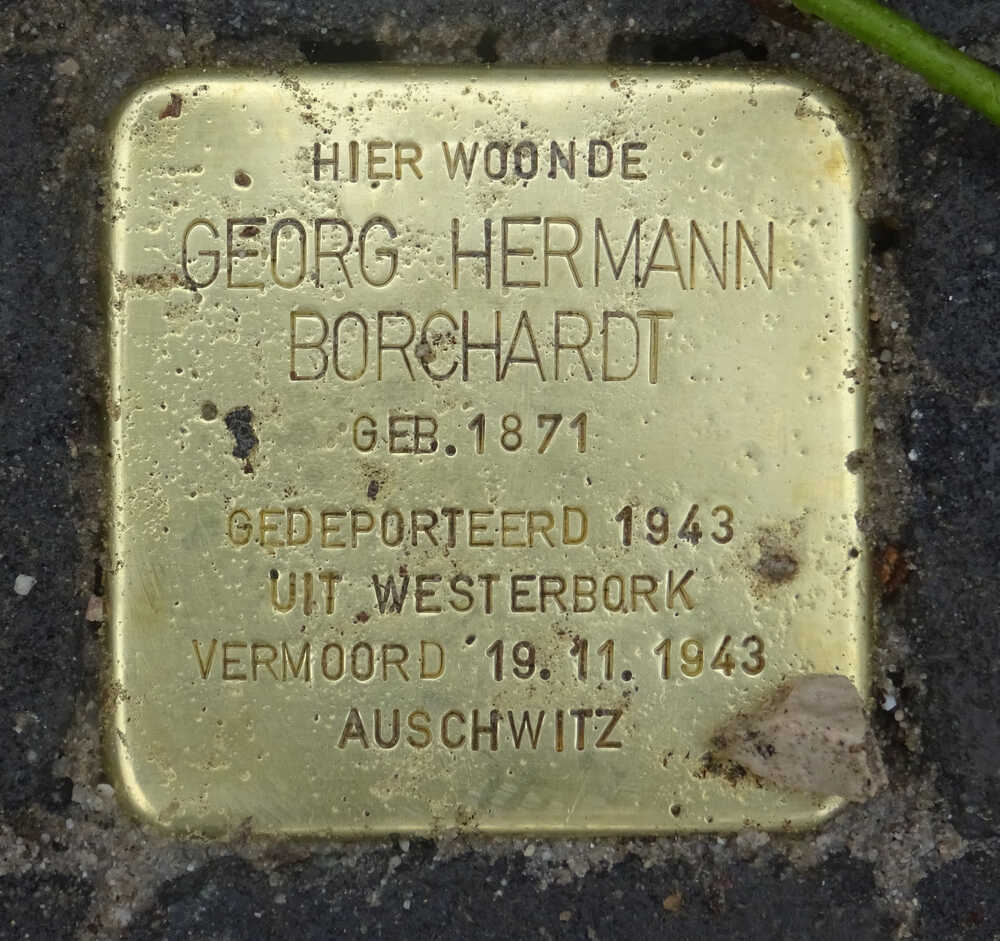 HIER WOONDE
GEORG HERMANN
BORCHARDT
GEB. 1871
GEDEPORTEERD 1943
UIT WESTERBORK
VERMOORD 19. 11. 1943
AUSCHWITZ